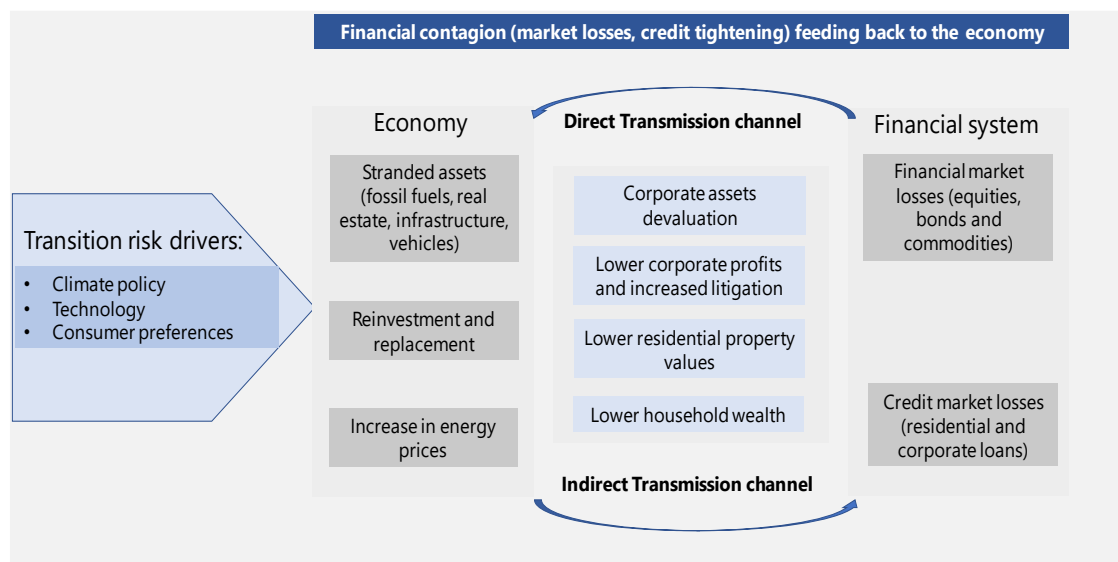 Financial contagion (market losses, credit tightening) feeding back to the economy
Transition risk drivers:
• Climate policy
• Technology
• Consumer preferences
Economy
Stranded assets
(fossil fuels, real
estate, infrastructure,
vehicles)
Reinvestment and
replacement
Increase in energy
prices
Direct Transmission channel
Corporate assets
devaluation
Lower corporate profits
and increased litigation
Lower residential property
values
Lower household wealth
Indirect Transmission channel
Financial system
Financial market
losses (equities,
bonds and
commodities)
Credit market losses
(residential and
corporate loans)